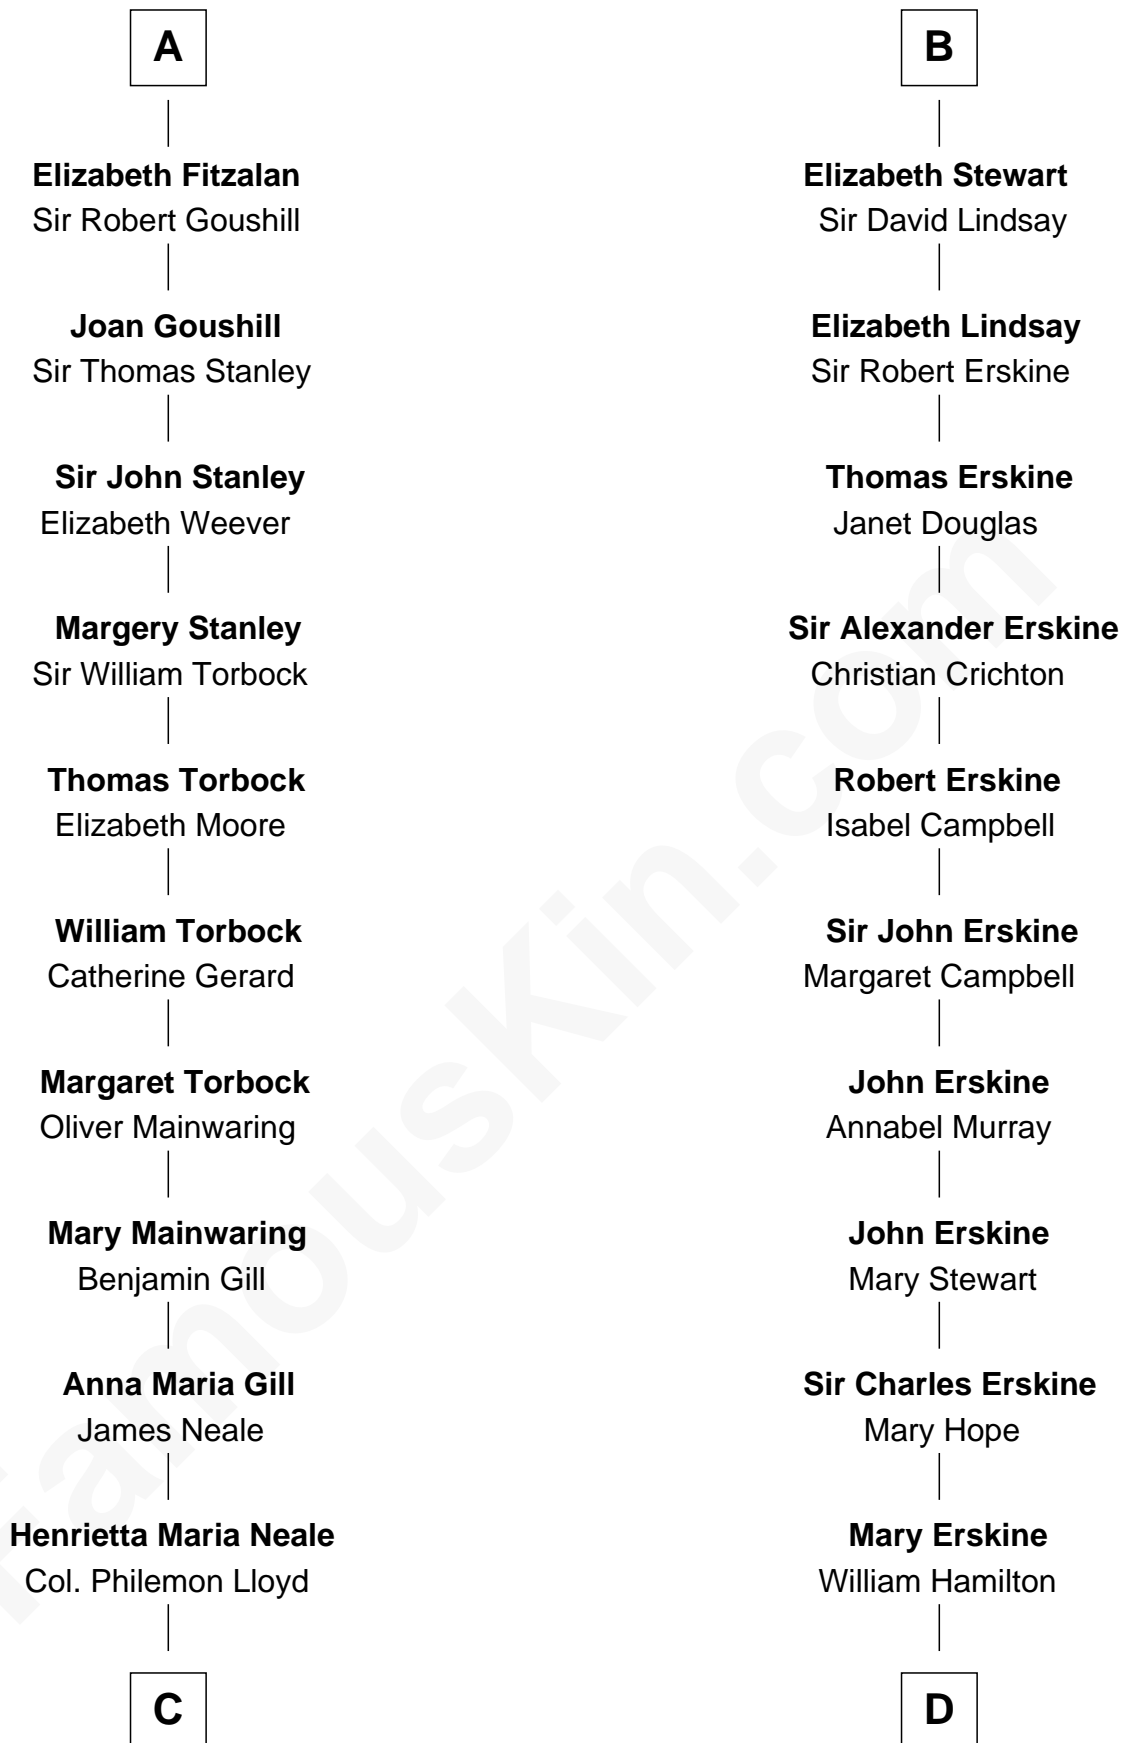 A
Elizabeth Fitzalan
Sir Robert Goushill
Joan Goushill
Sir Thomas Stanley
Sir John Stanley
Elizabeth Weever
Margery Stanley
Sir William Torbock
Thomas Torbock
Elizabeth Moore
William Torbock
Catherine Gerard
Margaret Torbock
Oliver Mainwaring
Mary Mainwaring
Benjamin Gill
Anna Maria Gill
James Neale
Henrietta Maria Neale
Col. Philemon Lloyd
C
B
Elizabeth Stewart
Sir David Lindsay
Elizabeth Lindsay
Sir Robert Erskine
Thomas Erskine
Janet Douglas
Sir Alexander Erskine
Christian Crichton
Robert Erskine
Isabel Campbell
Sir John Erskine
Margaret Campbell
John Erskine
Annabel Murray
John Erskine
Mary Stewart
Sir Charles Erskine
Mary Hope
Mary Erskine
William Hamilton
D
FamousKin.com